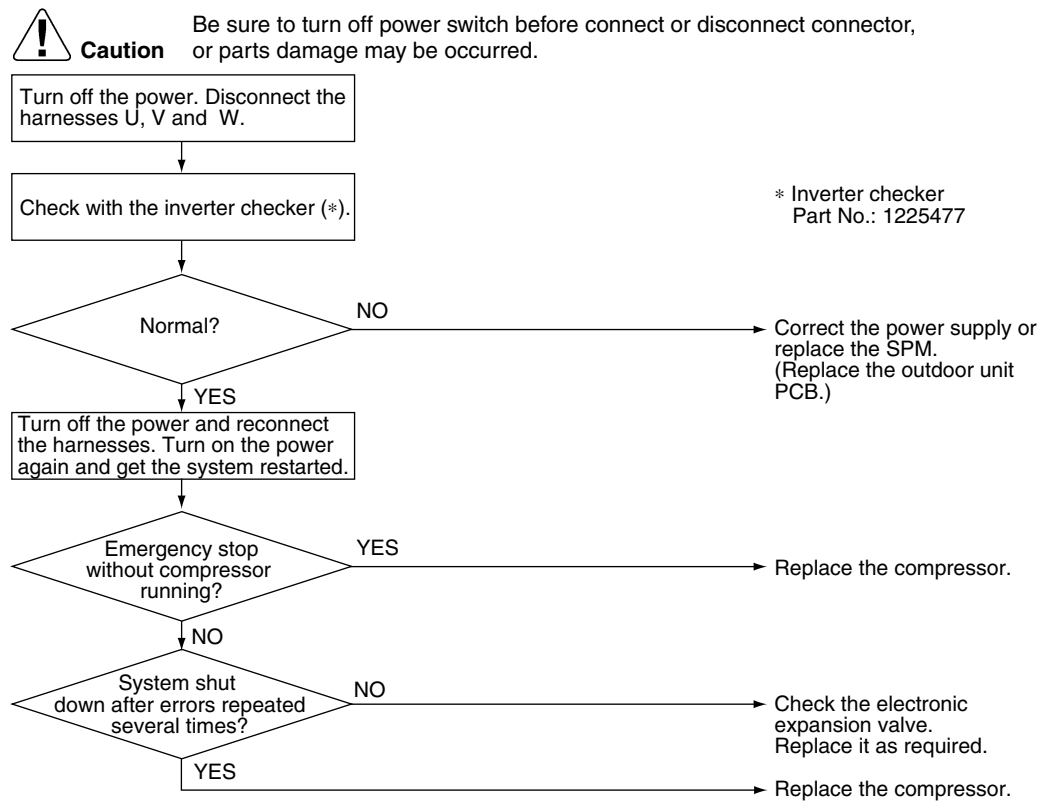 Be sure to turn off power switch before connect or disconnect connector,
Caution or parts damage may be occurred.
Turn off the power. Disconnect the
harnesses U, V and W.
Check with the inverter checker (*).
* Inverter checker
Part No.: 1225477
Normal?
NO
Correct the power supply or
replace the SPM.
(Replace the outdoor unit
PCB.)
YES
Turn off the power and reconnect
the harnesses. Turn on the power
again and get the system restarted.
Emergency stop
without compressor
running?
YES
Replace the compressor.
NO
System shut
down after errors repeated
several times?
NO
Check the electronic
expansion valve.
Replace it as required.
YES
Replace the compressor.